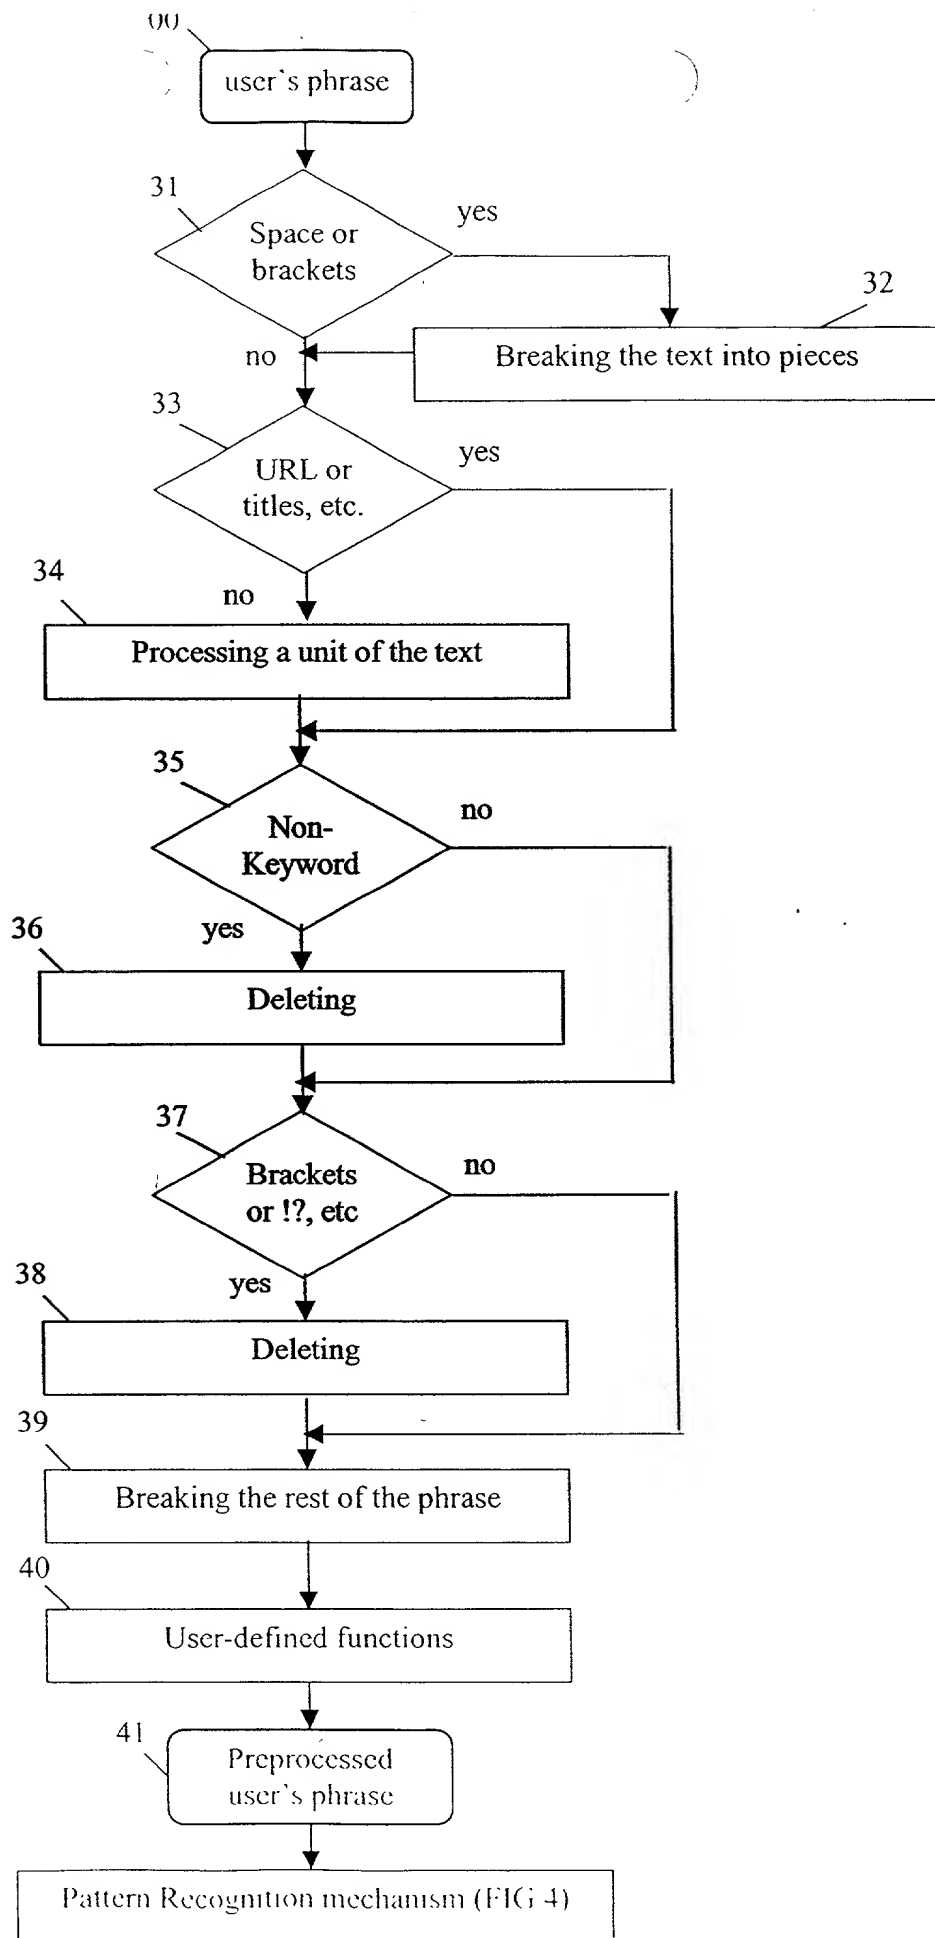 user's phrase
31
Space or
brackets
yes
32
Breaking the text into pieces
no
33
URL or
titles, etc.
yes
34
no
Processing a unit of the text
35
Non-
Keyword
no
36
yes
Deleting
37
Brackets
or !?, etc
no
38
yes
Deleting
39
Breaking the rest of the phrase
40
User-defined functions
41
Preprocessed
user's phrase
Pattern Recognition mechanism (FIG 4)